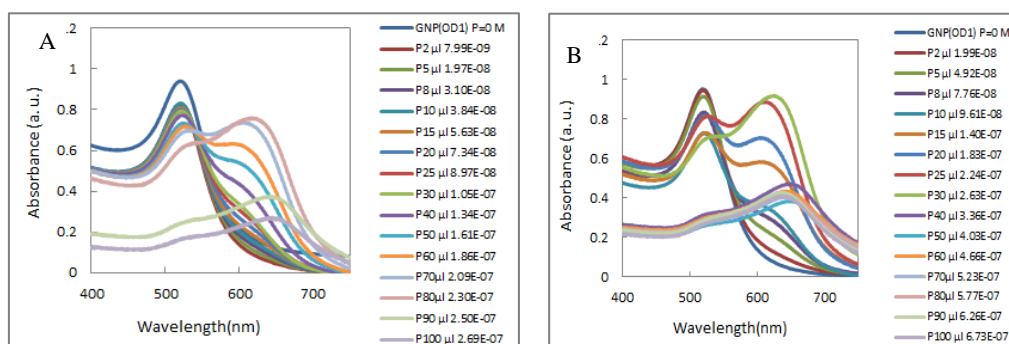 A
.2
1
0.8
0.6
0.4
0.2
0
400 500 600 700
Absorbance (a. u.)
Wavelength(nm)
GNP(OD1) P=0 M
P2 µl 7.99E-09
P5 µl 1.97E-08
P8 µl 3.10E-08
P10 µl 3.84E-08
P15 µl 5.63E-08
P20 µl 7.34E-08
P25 µl 8.97E-08
P30 µl 1.05E-07
P40 µl 1.34E-07
P50 µl 1.61E-07
P60 µl 1.86E-07
P70µl 2.09E-07
P80µl 2.30E-07
P90 µl 2.50E-07
P100 µl 2.69E-07
B
.2
1
0.8
0.6
0.4
0.2
0
400 500 600 700
Absorbance (a. u.)
Wavelength(nm)
GNP(OD1) P=0 M
P2 µl 1.99E-08
P5 µl 4.92E-08
P8 µl 7.76E-08
P10 µl 9.61E-08
P15 µl 1.40E-07
P20 µl 1.83E-07
P25 µl 2.24E-07
P30 µl 2.63E-07
P40 µl 3.36E-07
P50 µl 4.03E-07
P60 µl 4.66E-07
P70µl 5.23E-07
P80µl 5.77E-07
P90 µl 6.26E-07
P100 µl 6.73E-07